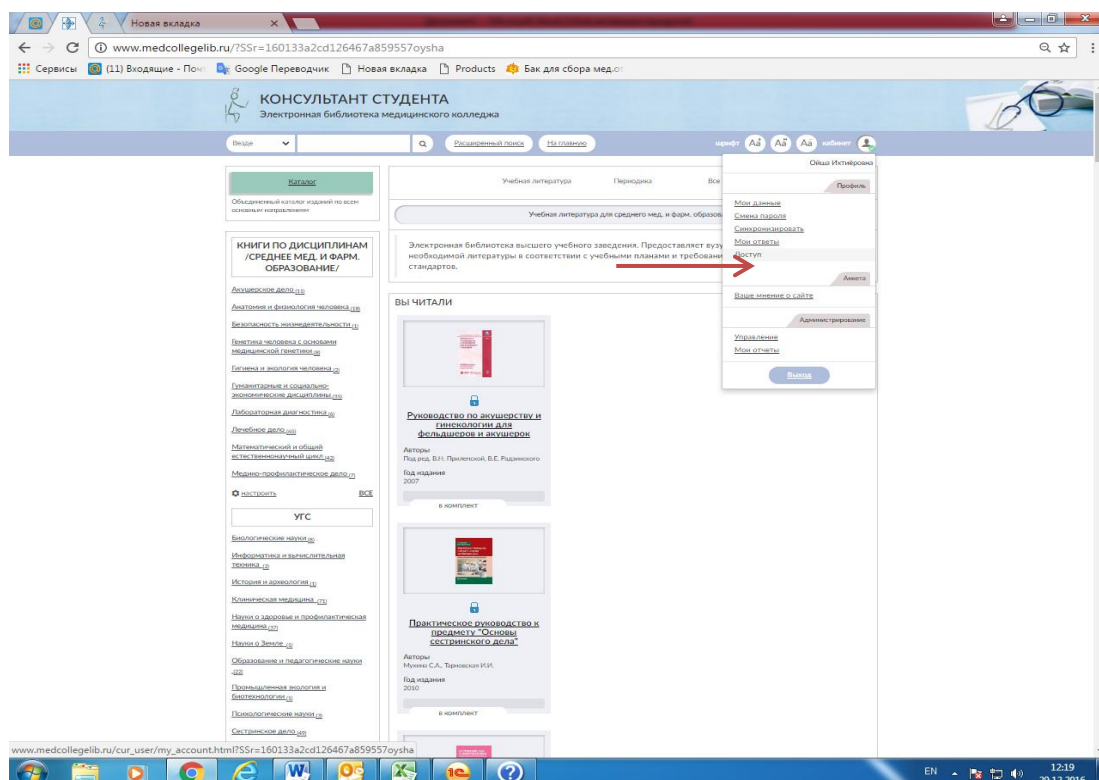 Новая вкладка
www.medcollegelib.ru/?SSr=160133a2cd126467a859557oysha
Сервисы (11) Входящие - Поч Google Переводчик Новая вкладка Products Бак для сбора мед.о
КОНСУЛЬТАНТ СТУДЕНТА
Электронная библиотека медицинского колледжа
Везде Расширенный поиск На главную шрифт Aa Aa Aa кабинет
Ойша Ихтиёровна
Профиль
Мои данные
Смена пароля
Синхронизировать
Мои ответы
Доступ
Анкета
Ваше мнение о сайте
Администрирование
Управление
Мои отчеты
Выход
Каталог
Объединенный каталог изданий по всем
основным направлениям
Учебная литература Периодика Все
Учебная литература для среднего мед. и фарм. образов
Электронная библиотека высшего учебного заведения. Предоставляет вузу
необходимой литературы в соответствии с учебными планами и требован
стандартов.
КНИГИ ПО ДИСЦИПЛИНАМ
/СРЕДНЕЕ МЕД. И ФАРМ.
ОБРАЗОВАНИЕ/
Акушерское дело
Анатомия и физиология человека
Безопасность жизнедеятельности
Генетика человека с основами
медицинской генетики
Гигиена и экология человека
Гуманитарные и социально-
экономические дисциплины
Лабораторная диагностика
Лечебное дело
Математический и общий
естественнонаучный цикл
Медико-профилактическое дело
настроить ВСЕ
УГС
Биологические науки
Информатика и вычислительная
техника
История и археология
Клиническая медицина
Науки о здоровье и профилактическая
медицина
Науки о Земле
Образование и педагогические науки
Промышленная экология и
биотехнологии
Психологические науки
Сестринское дело
ВЫ ЧИТАЛИ
Руководство по акушерству и
гинекологии для
фельдшеров и акушерок
Авторы
Под ред. В.Н. Прилепской, В.Е. Радзинского
Год издания
2007
в комплект
Практическое руководство к
предмету "Основы
сестринского дела"
Авторы
Мухина С.А., Тарновская И.И.
Год издания
2010
в комплект
www.medcollegelib.ru/cur_user/my_account.html?SSr=160133a2cd126467a859557oysha
EN 12:19
20.12.2016